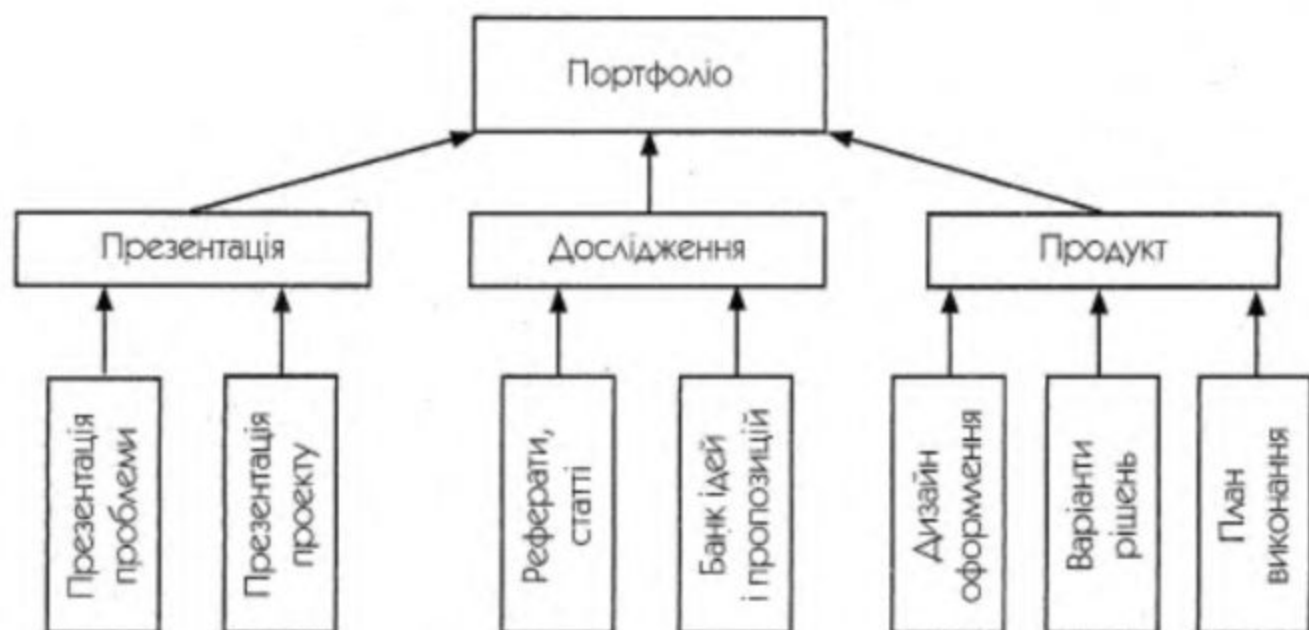 Портфоліо
Презентація
Дослідження
Продукт
Презентація
проблеми
Презентація
проекту
Реферати,
статті
Банк ідей
і пропозицій
Дизайн
оформлення
Варіанти
рішень
План
виконання